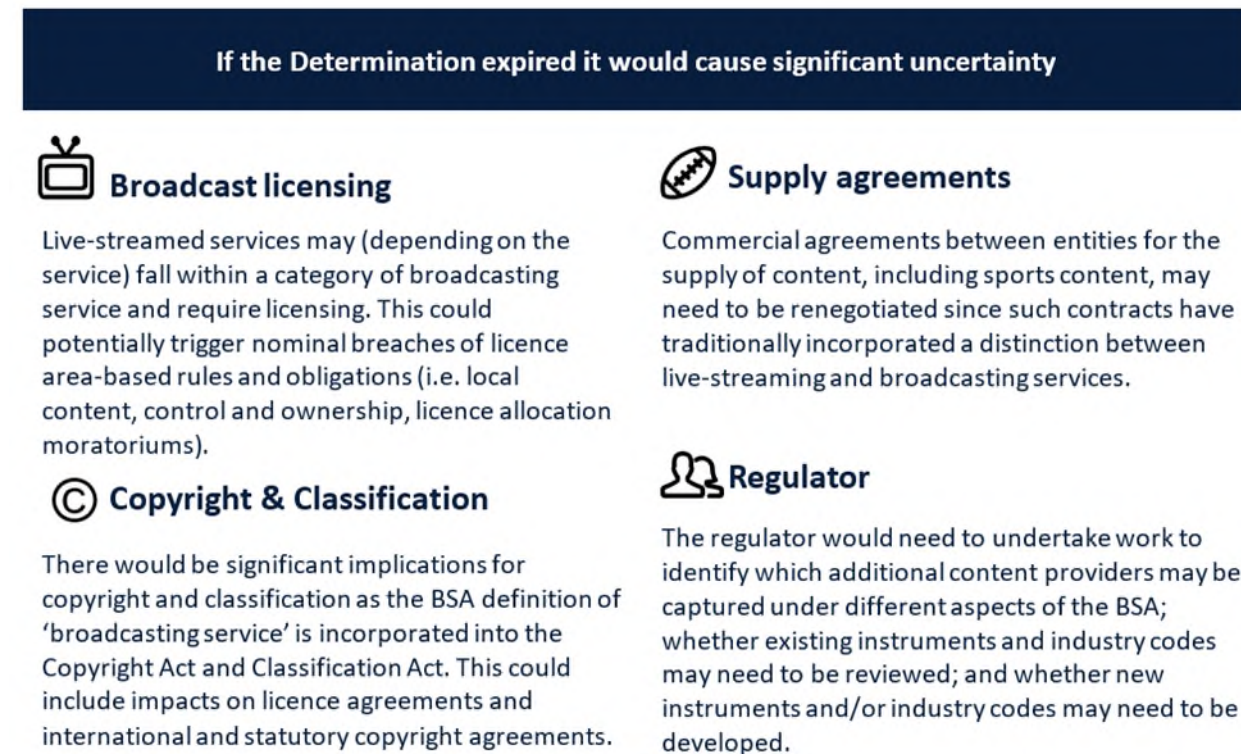 If the Determination expired it would cause significant uncertainty
Broadcast licensing
Live-streamed services may (depending on the
service) fall within a category of broadcasting
service and require licensing. This could
potentially trigger nominal breaches of licence
area-based rules and obligations (i.e. local
content, control and ownership, licence allocation
moratoriums).
© Copyright & Classification
There would be significant implications for
copyright and classification as the BSA definition of
‘broadcasting service’ is incorporated into the
Copyright Act and Classification Act. This could
include impacts on licence agreements and
international and statutory copyright agreements.
Supply agreements
Commercial agreements between entities for the
supply of content, including sports content, may
need to be renegotiated since such contracts have
traditionally incorporated a distinction between
live-streaming and broadcasting services.
Regulator
The regulator would need to undertake work to
identify which additional content providers may be
captured under different aspects of the BSA;
whether existing instruments and industry codes
may need to be reviewed; and whether new
instruments and/or industry codes may need to be
developed.